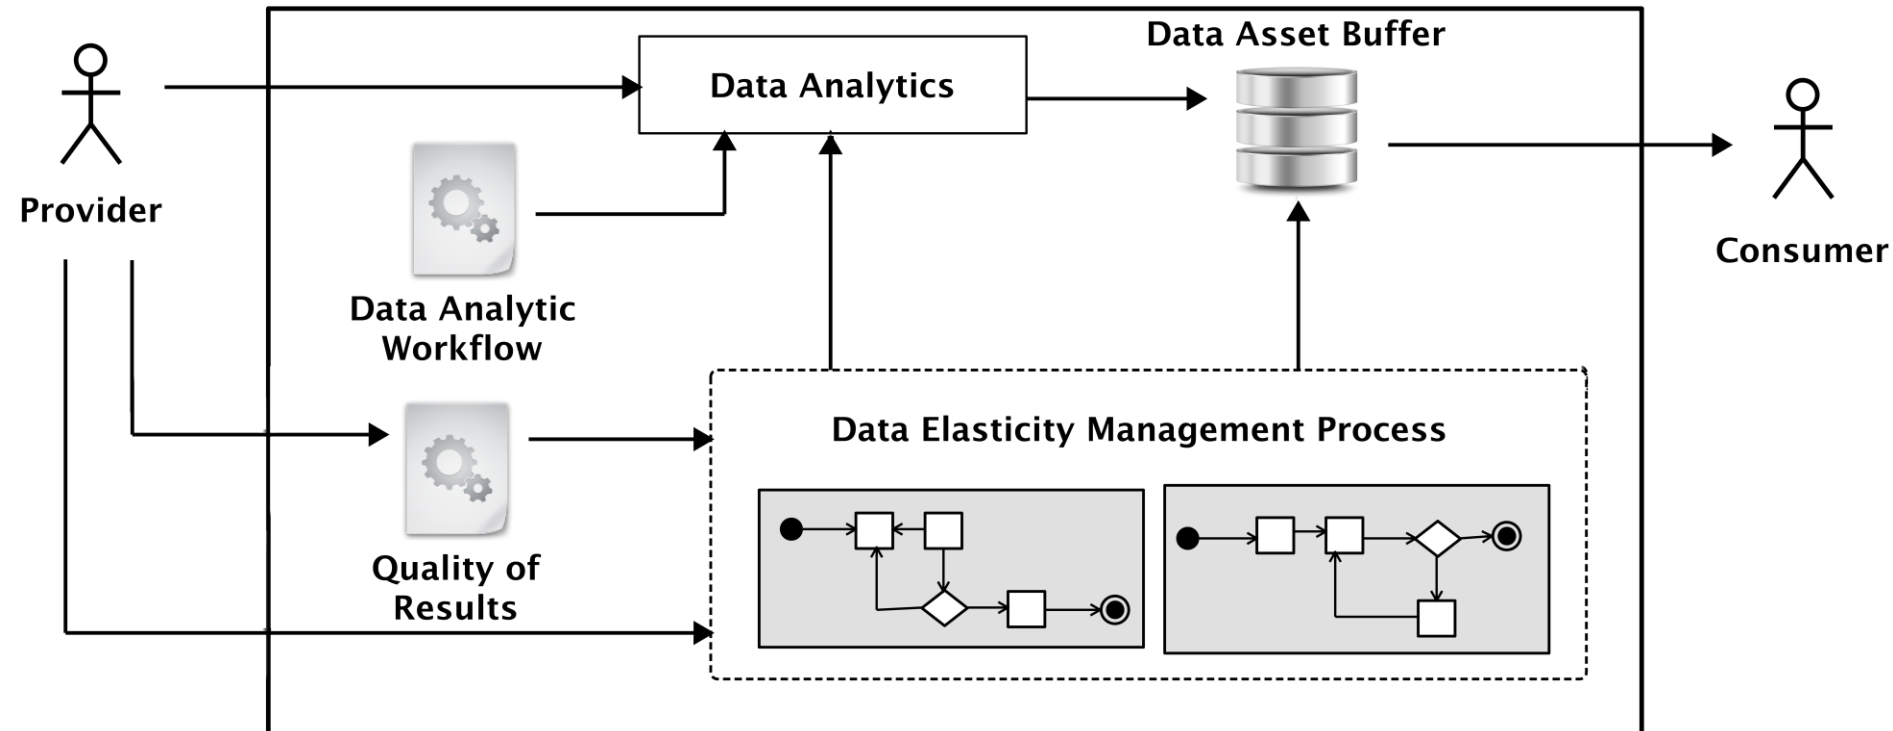 Data Asset Buffer
Data Analytics
Provider
Consumer
Data Analytic
Workflow
Data Elasticity Management Process
Quality of
Results